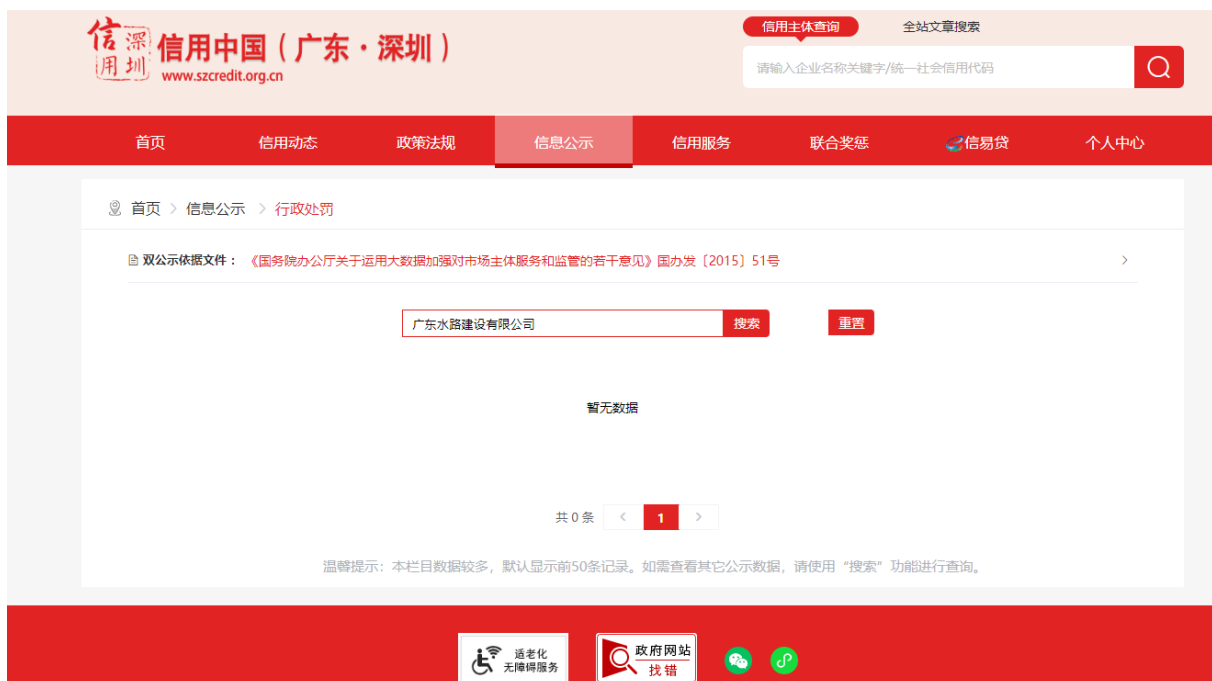 信用主体查询 全站文章搜索
信用 深圳 信用中国（广东·深圳）
www.szcredit.org.cn
请输入企业名称关键字/统一社会信用代码
首页 信用动态 政策法规 信息公示 信用服务 联合奖惩 信易贷 个人中心
首页 > 信息公示 > 行政处罚
双公示依据文件： 《国务院办公厅关于运用大数据加强对市场主体服务和监管的若干意见》国办发〔2015〕51号 >
广东水路建设有限公司 搜索 重置
暂无数据
共 0 条 < 1 >
温馨提示：本栏目数据较多，默认显示前50条记录。如需查看其它公示数据，请使用“搜索”功能进行查询。
适老化
无障碍服务
政府网站
找错